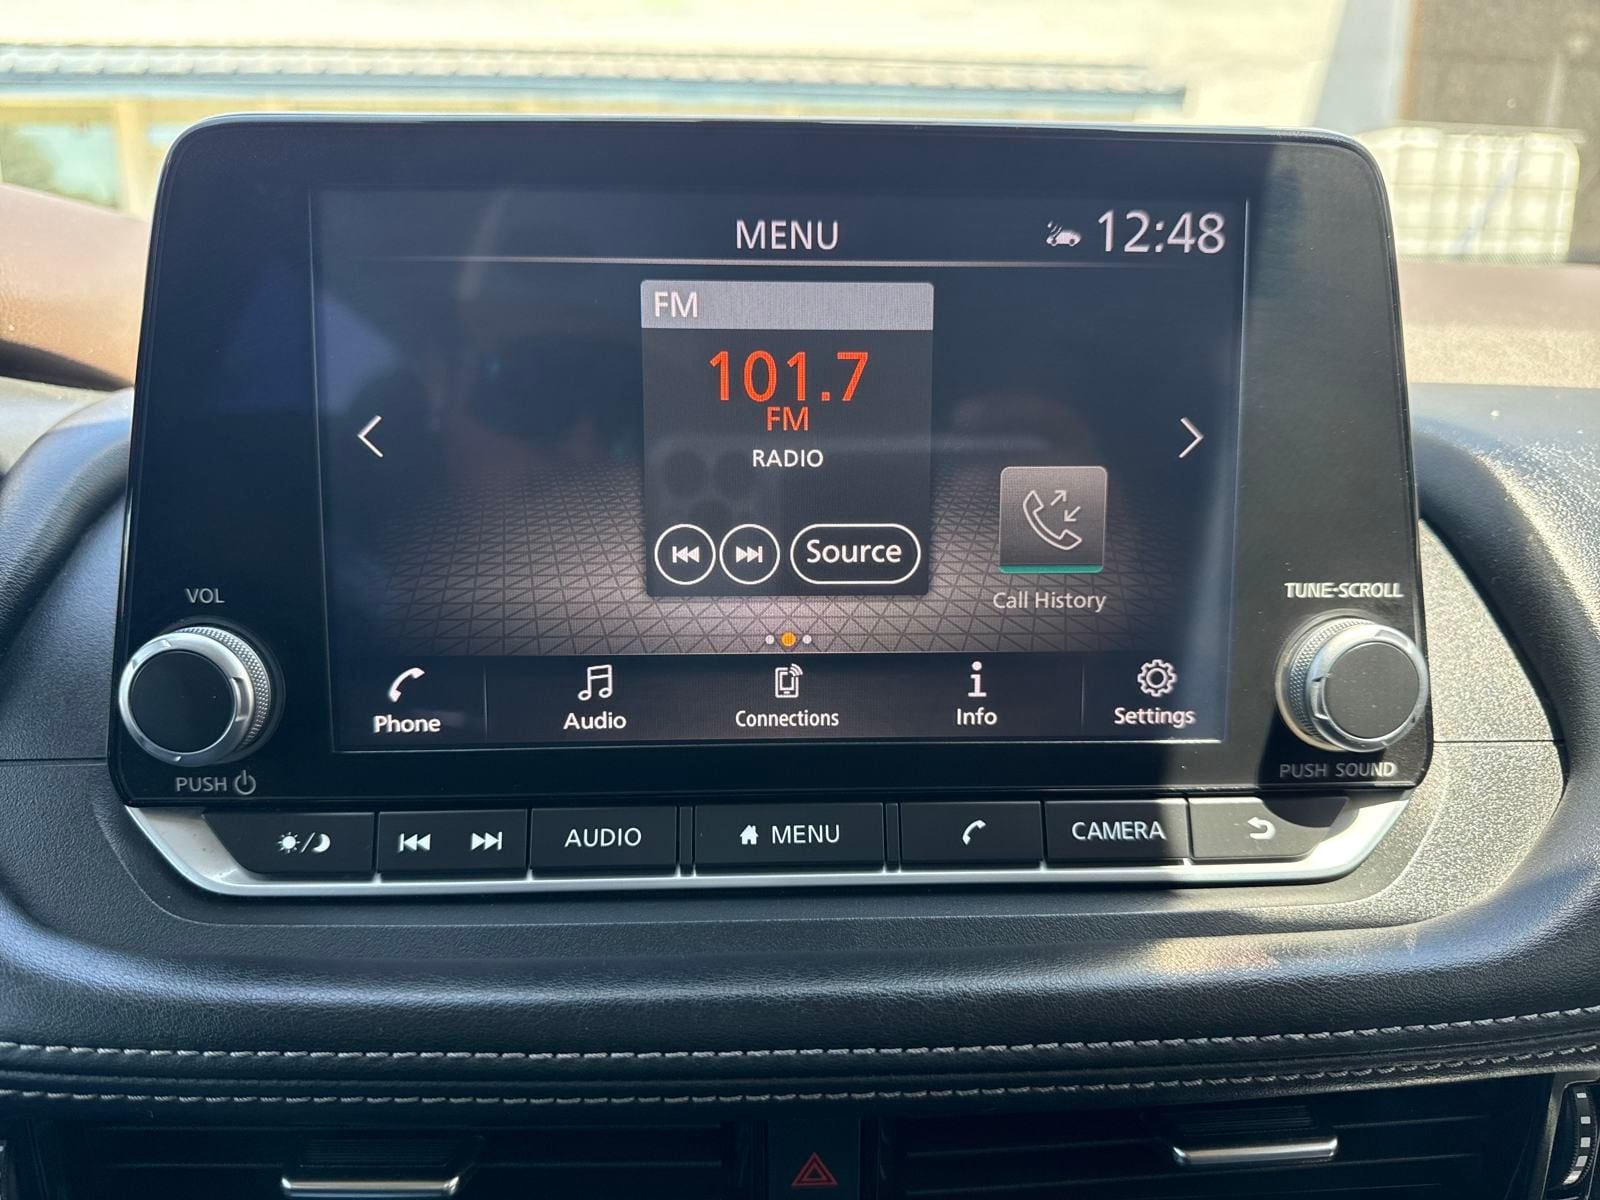 MENU
12:48
FM
101.7
FM
RADIO
Source
Call History
Phone
Audio
Connections
Info
Settings
VOL
PUSH
TUNE-SCROLL
PUSH SOUND
AUDIO
MENU
CAMERA